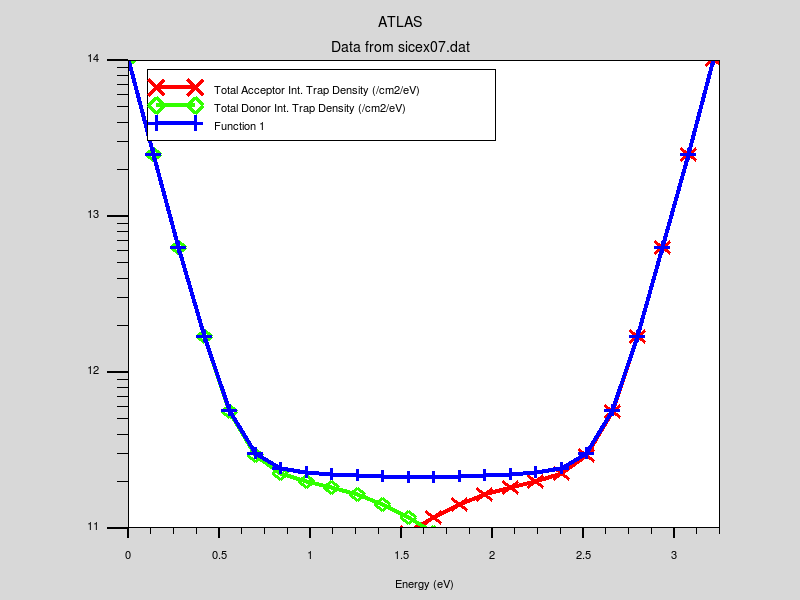 ATLAS
Data from sicex07.dat
Total Acceptor Int. Trap Density (/cm2/eV)
Total Donor Int. Trap Density (/cm2/eV)
Function 1
14
13
12
11
0 0.5 1 1.5 2 2.5 3
Energy (eV)